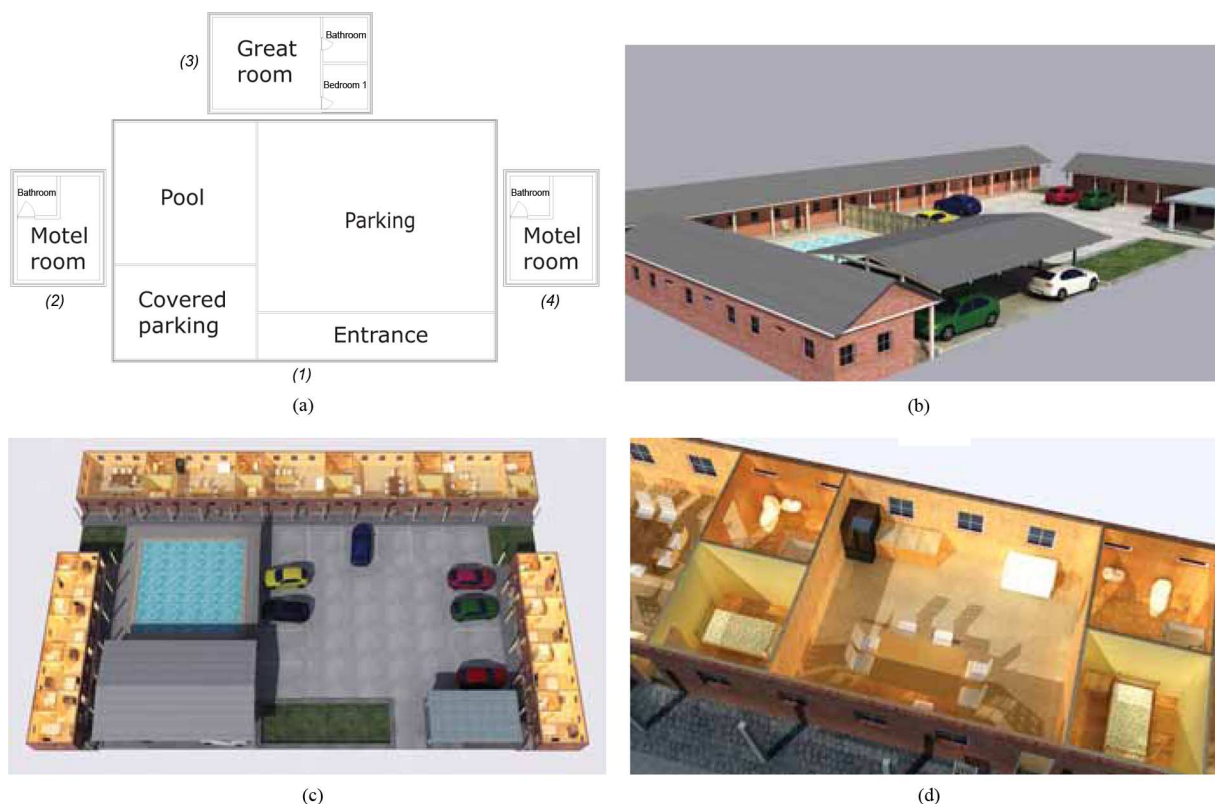 (3)
Great
room
Bathroom
Bedroom 1
(2)
Bathroom
Motel
room
Pool
Covered
parking
Parking
Entrance
(1)
Bathroom
Motel
room
(4)
(a)
(b)
(c)
(d)